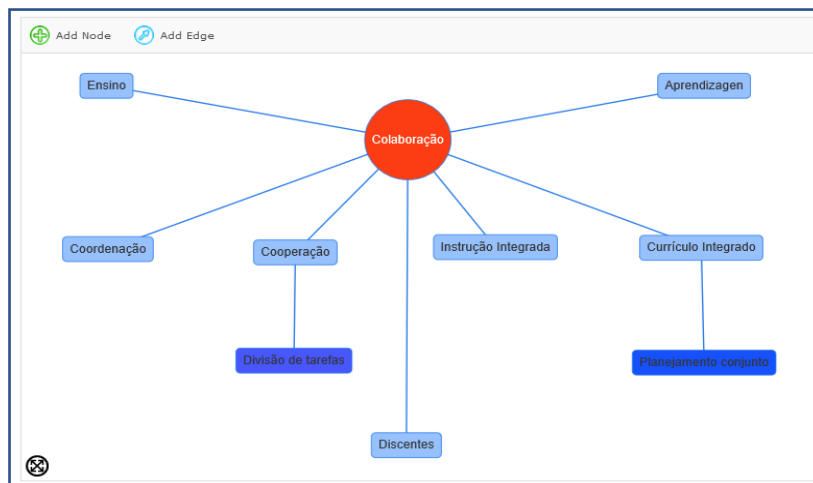 Add Node
Add Edge
Ensino
Aprendizagen
Colaboração
Coordenação
Cooperação
Instrução Integrada
Currículo Integrado
Divisão de tarefas
Planejamento conjunto
Discentes